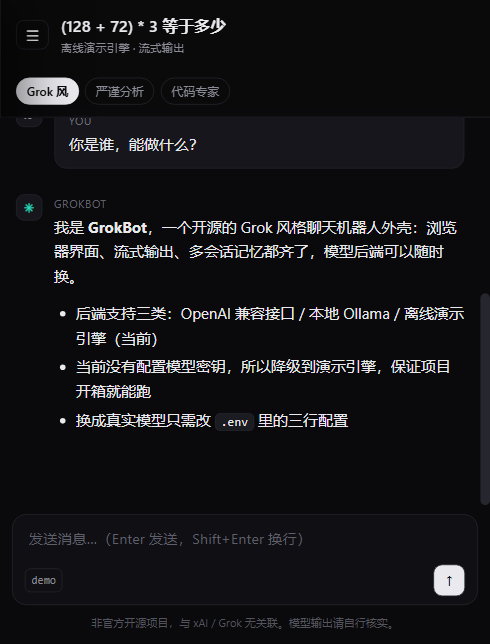 (128 + 72) * 3 等于多少
离线演示引擎 · 流式输出
Grok 风 严谨分析 代码专家
YOU
你是谁，能做什么？
GROKBOT
我是 GrokBot，一个开源的 Grok 风格聊天机器人外壳：浏览
器界面、流式输出、多会话记忆都齐了，模型后端可以随时
换。
• 后端支持三类：OpenAI 兼容接口 / 本地 Ollama / 离线演示
引擎（当前）
• 当前没有配置模型密钥，所以降级到演示引擎，保证项目
开箱就能跑
• 换成真实模型只需改 .env 里的三行配置
发送消息...（Enter 发送，Shift+Enter 换行）
demo
↑
非官方开源项目，与 xAI / Grok 无关联。模型输出请自行核实。